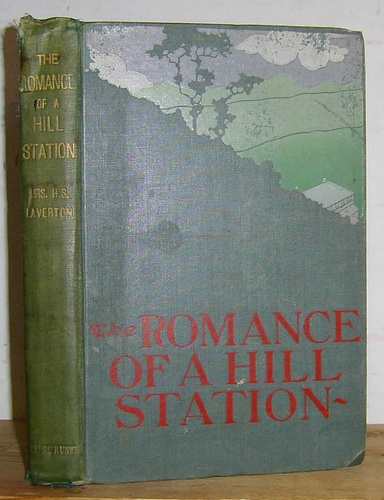 THE
ROMANCE
OF A
HILL
STATION
MRS. H.S.
LAVERTON
The ROMANCE
OF A HILL
STATION~